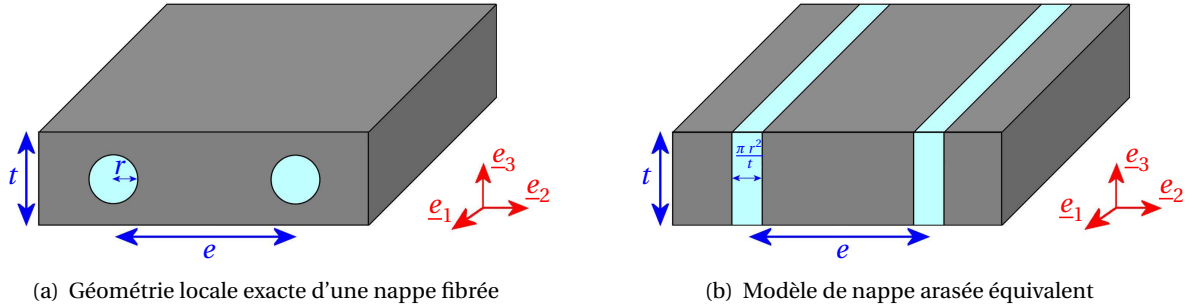 t
r
e
e₃
e₂
e₁
t
π r²
t
e
e₃
e₂
e₁
(a) Géométrie locale exacte d'une nappe fibrée
(b) Modèle de nappe arasée équivalent